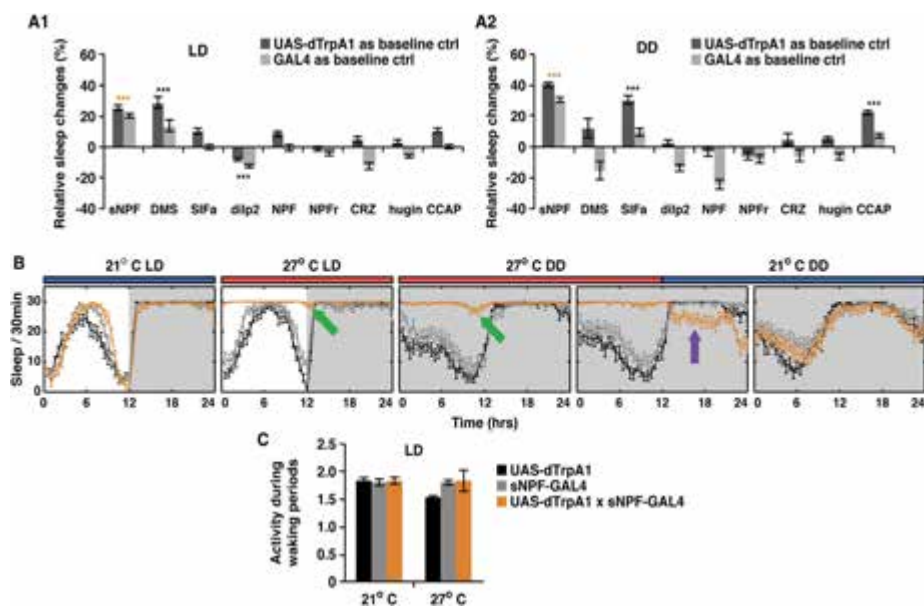 A1
LD
UAS-dTrpA1 as baseline ctrl
GAL4 as baseline ctrl
Relative sleep changes (%)
60
40
20
0
-20
-40
***
***
***
sNPF DMS SIFa dilp2 NPF NPFr CRZ hugin CCAP
A2
DD
UAS-dTrpA1 as baseline ctrl
GAL4 as baseline ctrl
Relative sleep changes (%)
60
40
20
0
-20
-40
***
***
***
sNPF DMS SIFa dilp2 NPF NPFr CRZ hugin CCAP
B
21° C LD
27° C LD
27° C DD
21° C DD
Sleep / 30min
30
20
10
0
0 6 12 18 24
0 6 12 18 24
0 6 12 18 24
0 6 12 18 24
0 6 12 18 24
Time (hrs)
C
LD
Activity during
waking periods
2.5
2.0
1.5
1.0
0.5
0
21° C 27° C
UAS-dTrpA1
sNPF-GAL4
UAS-dTrpA1 x sNPF-GAL4